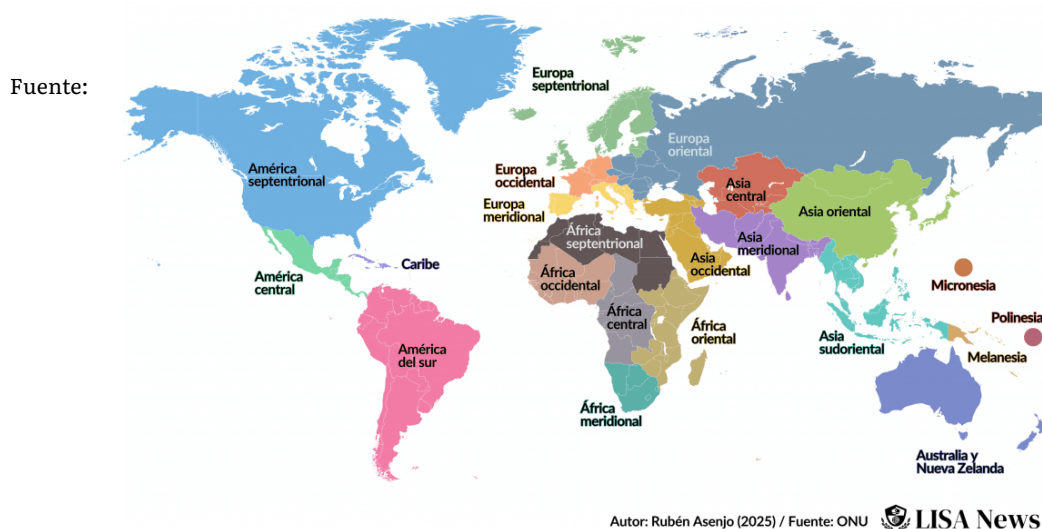 Fuente:
Europa
septentrional
Europa
oriental
América
septentrional
Europa
occidental
Europa
meridional
Asia
central
Asia oriental
África
septentrional
Asia
meridional
Asia
occidental
América
central
Caribe
África
occidental
África
central
África
oriental
Micronesia
Polinesia
Asia
sudoriental
Melanesia
América
del sur
África
meridional
Australia y
Nueva Zelanda
Autor: Rubén Asenjo (2025) / Fuente: ONU
LISA News